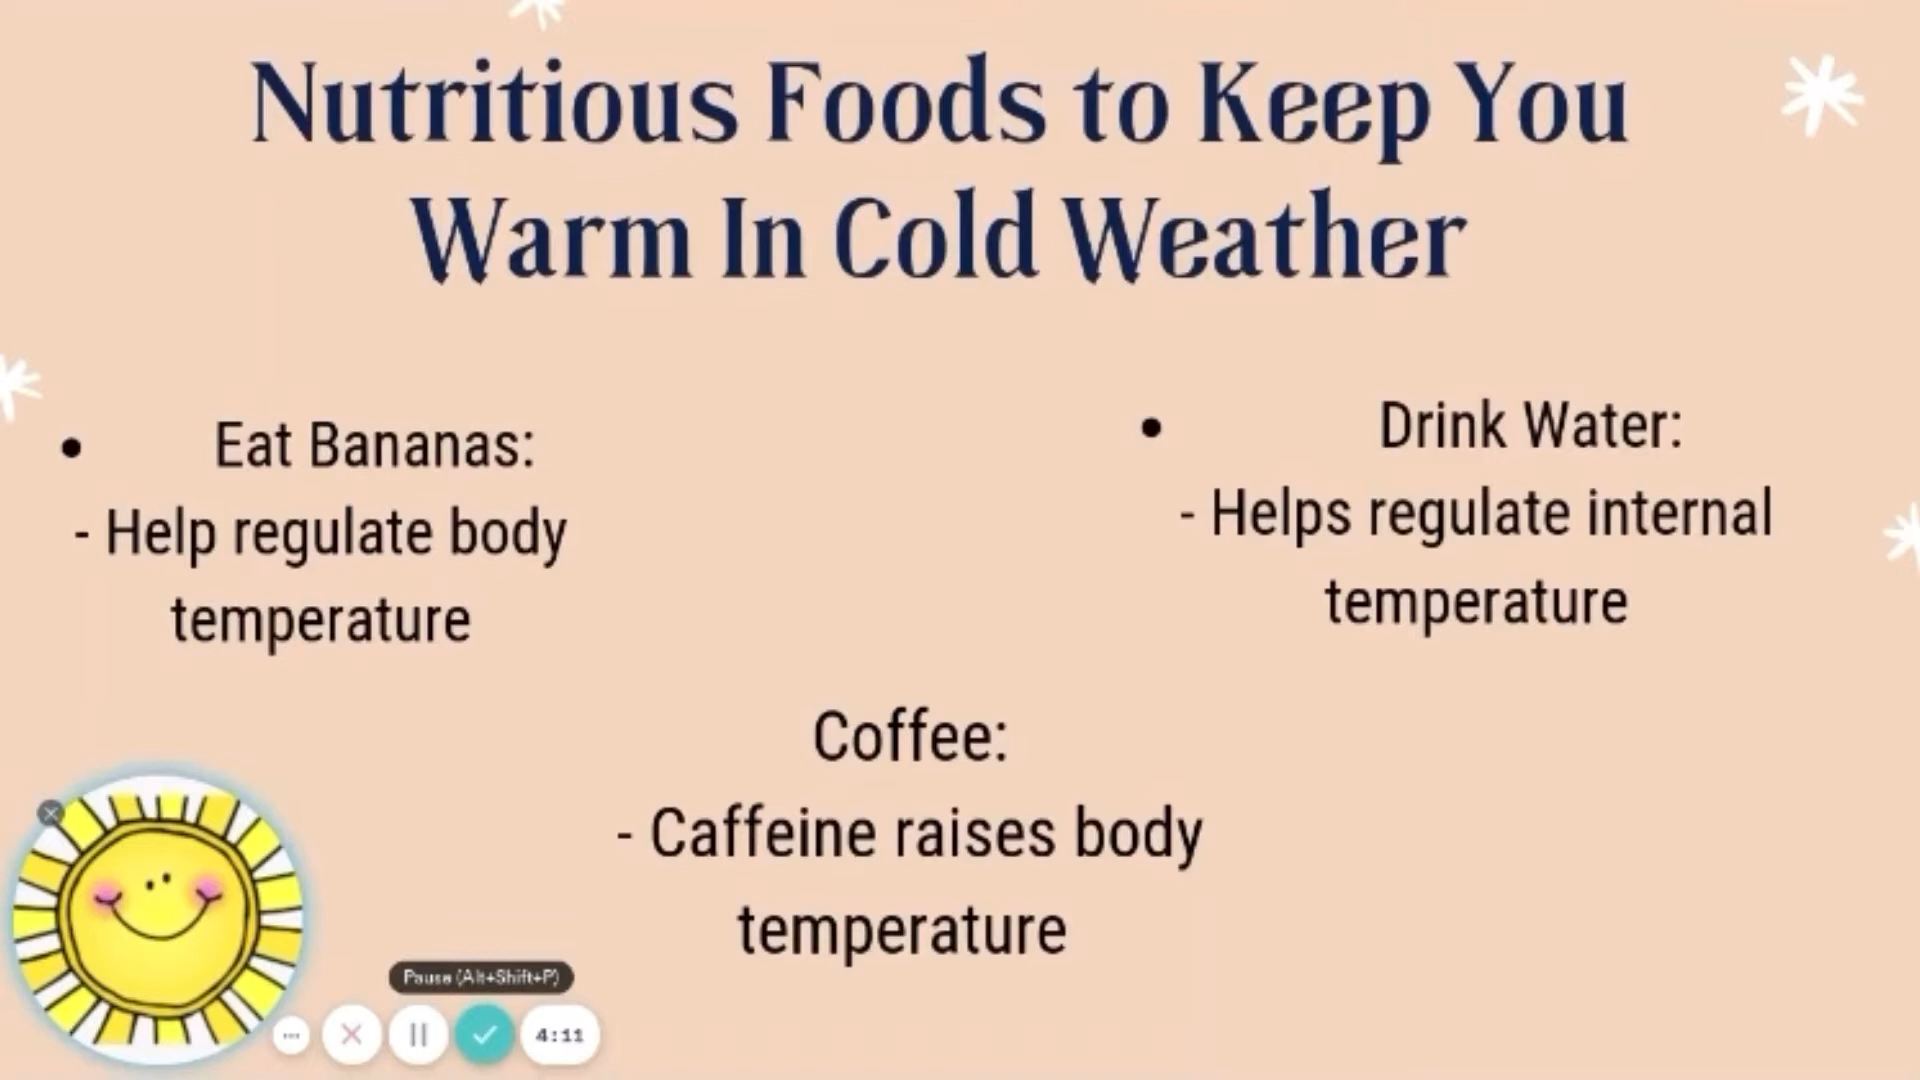 Nutritious Foods to Keep You
Warm In Cold Weather
• Eat Bananas:
- Help regulate body
temperature
• Drink Water:
- Helps regulate internal
temperature
Coffee:
- Caffeine raises body
temperature
Pause (Alt+Shift+P)
4:11